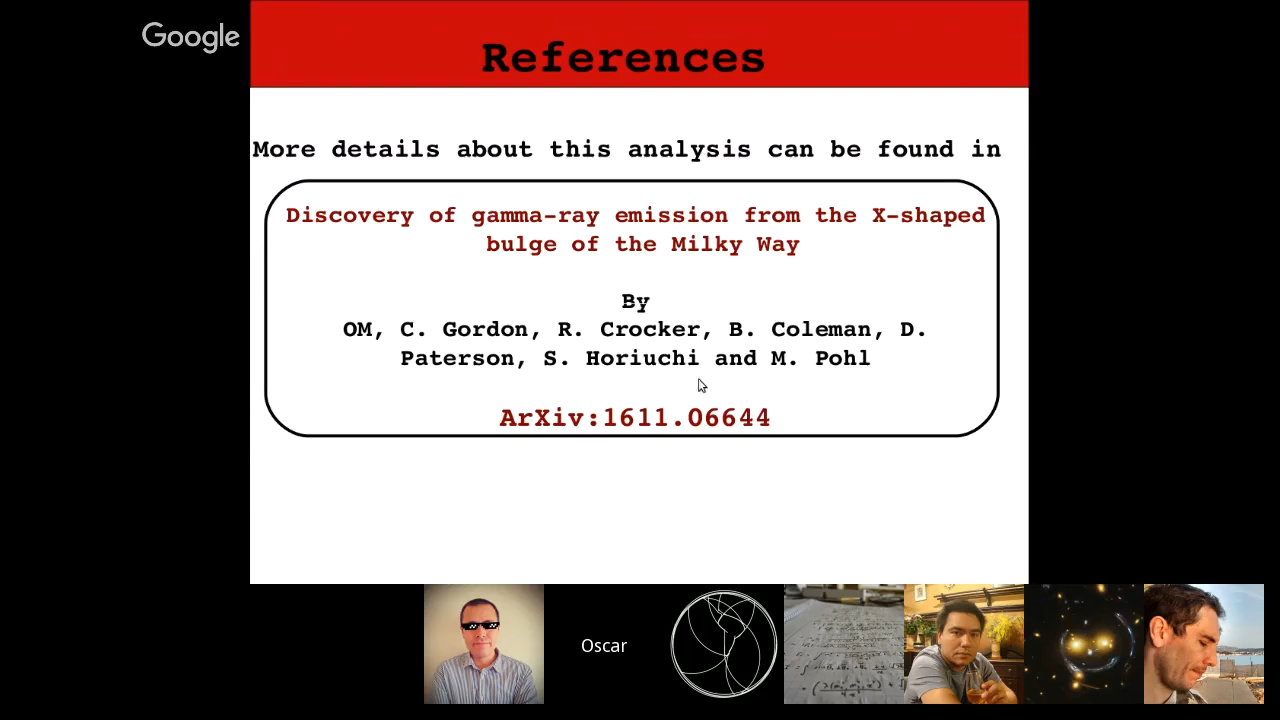 Google
References
More details about this analysis can be found in
Discovery of gamma-ray emission from the X-shaped
bulge of the Milky Way
By
OM, C. Gordon, R. Crocker, B. Coleman, D.
Paterson, S. Horiuchi and M. Pohl
ArXiv:1611.06644
Oscar